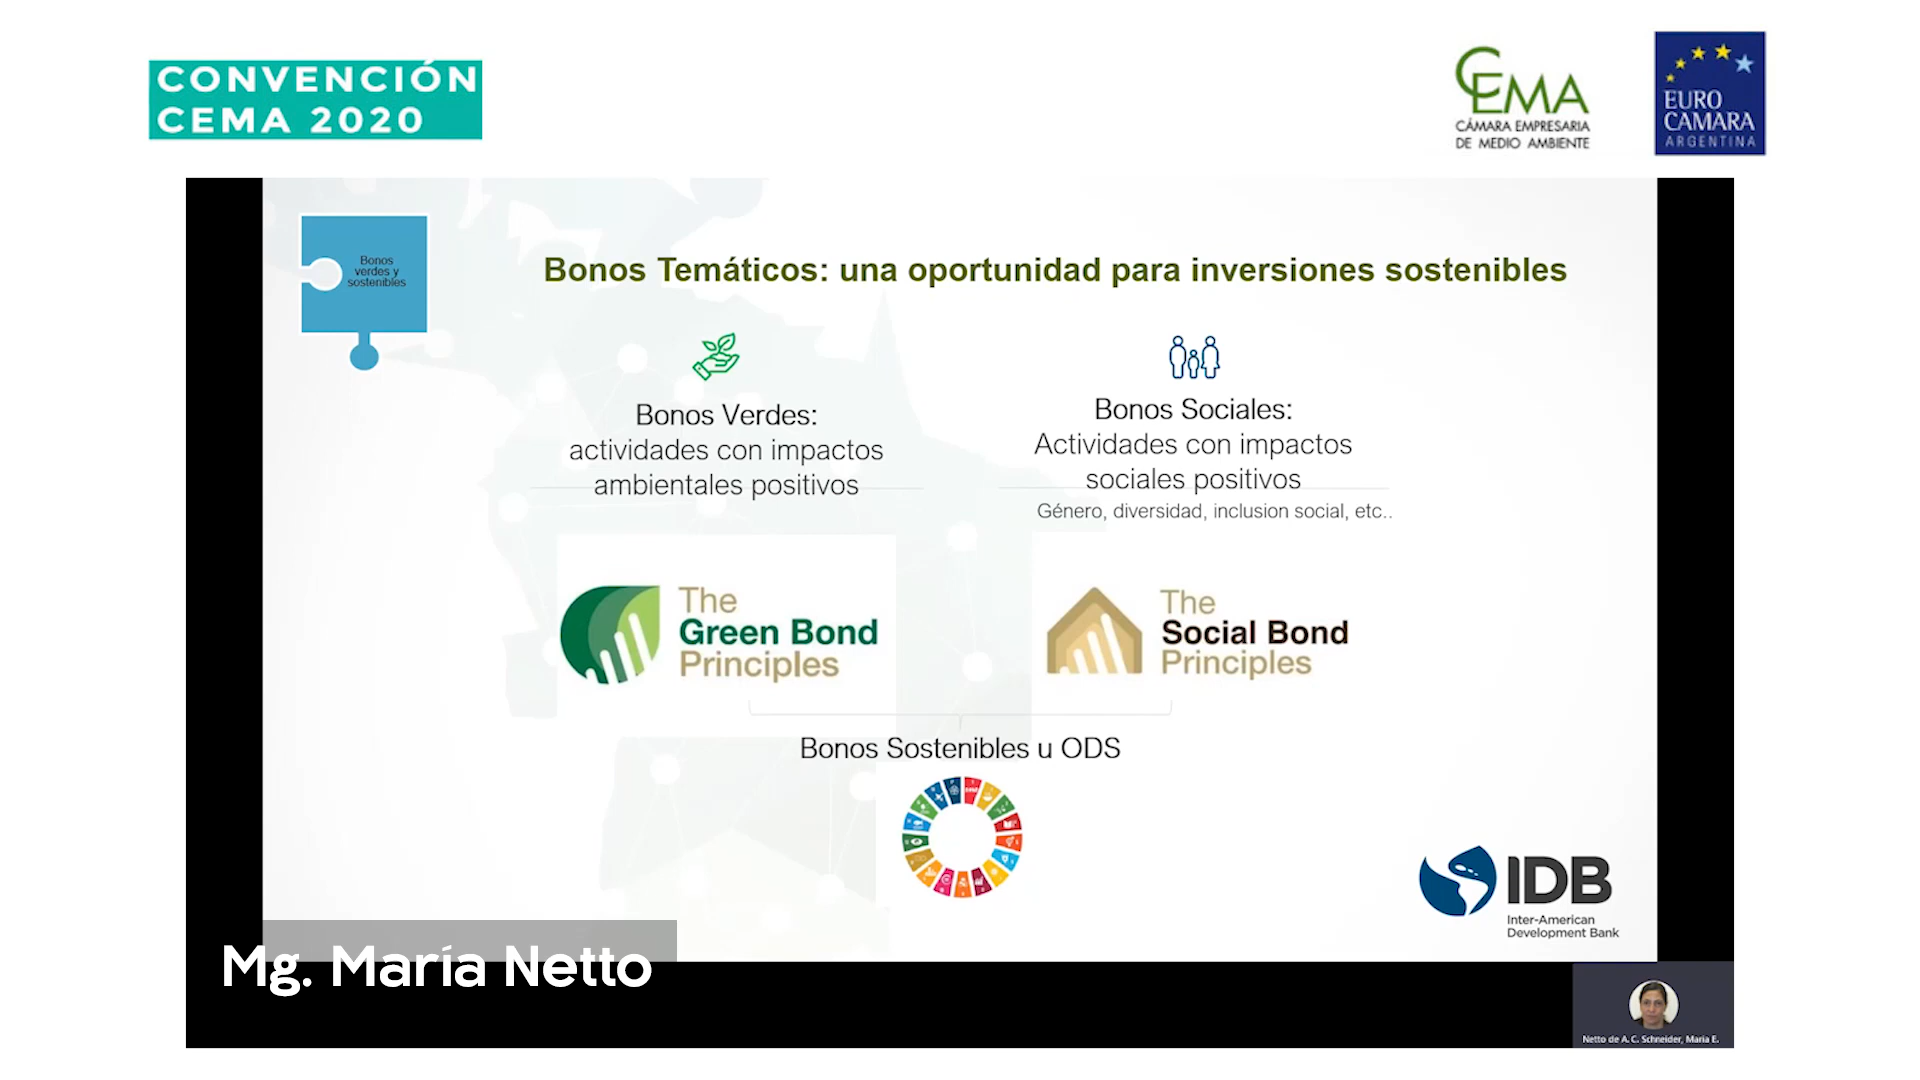 CONVENCIÓN
CEMA 2020
CEMA
CÁMARA EMPRESARIA
DE MEDIO AMBIENTE
EURO
CAMARA
ARGENTINA
Bonos
verdes y
sostenibles
Bonos Temáticos: una oportunidad para inversiones sostenibles
Bonos Verdes:
actividades con impactos
ambientales positivos
Bonos Sociales:
Actividades con impactos
sociales positivos
Género, diversidad, inclusion social, etc..
The
Green Bond
Principles
The
Social Bond
Principles
Bonos Sostenibles u ODS
IDB
Inter-American
Development Bank
Mg. María Netto
Netto de A. C. Schneider, Maria E.